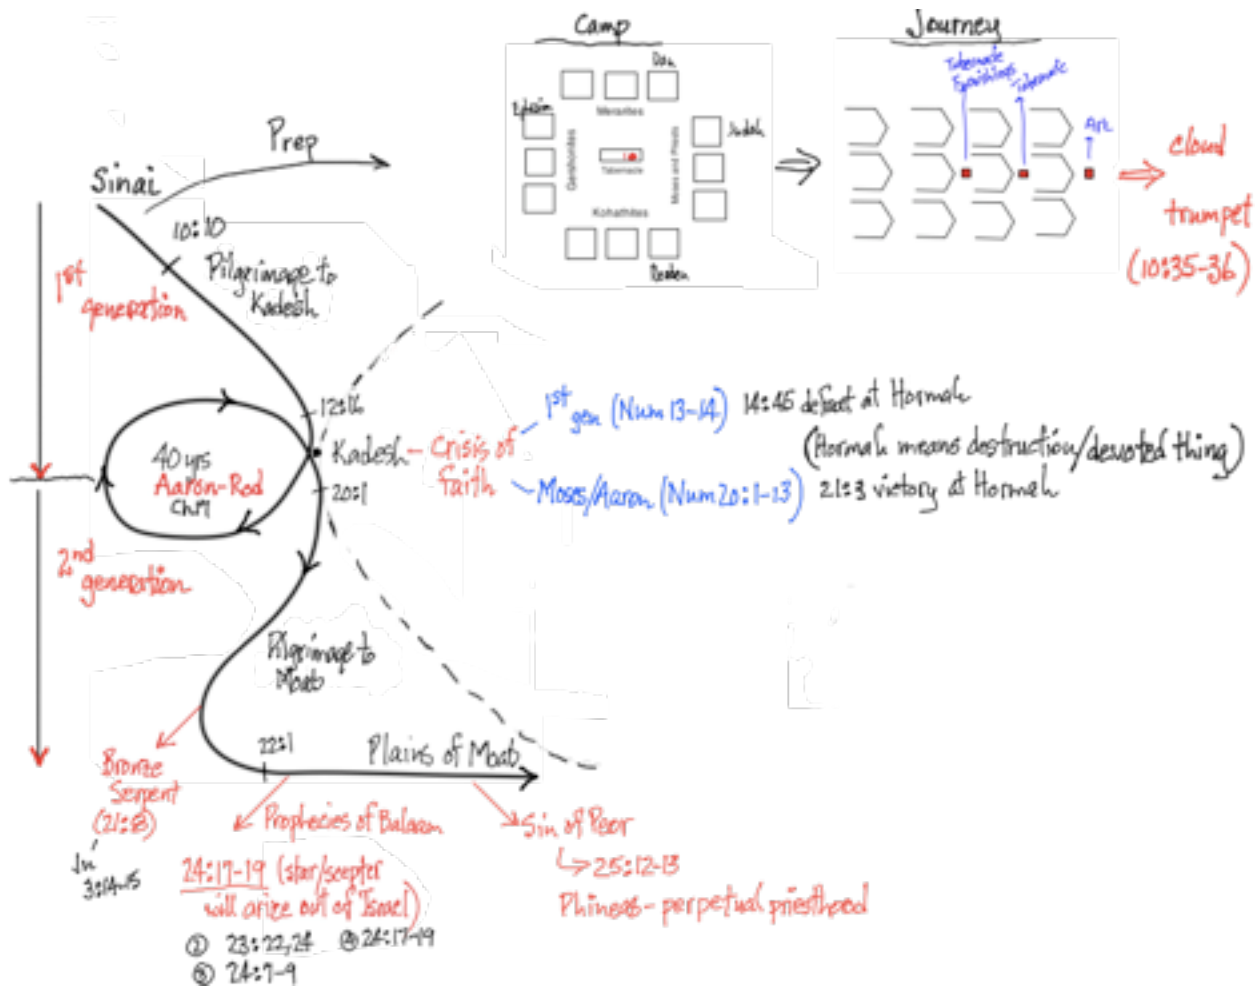 Camp
Journey
Dan
Merarites
Judah
Gershonites
Tabernacle
Moses and Priests
Kohathites
Reuben
Tabernacle
Furnishings
Tabernacle
Ark
cloud
trumpet
(10:35-36)
Prep
Sinai
10:10
Pilgrimage to
Kadesh
1st
generation
12:16
Kadesh - Crisis of
faith
20:1
40 yrs
Aaron-Rod
1st
gen (Num 13-14)
14:45 defeat at Hormah
(Hormah means destruction/devoted thing)
Moses/Aaron (Num 20:1-13)
21:3 victory at Hormah
2nd
generation
Pilgrimage to
Moab
22:1
Plains of Moab
Bronze
Serpent
(21:8)
Jn
3:14-15
Prophecies of Balaam
24:17-19 (star/scepter
will arize out of Israel)
② 23:22,24 ④ 24:17-19
③ 24:7-9
Sin of Peor
25:12-13
Phineas - perpetual priesthood